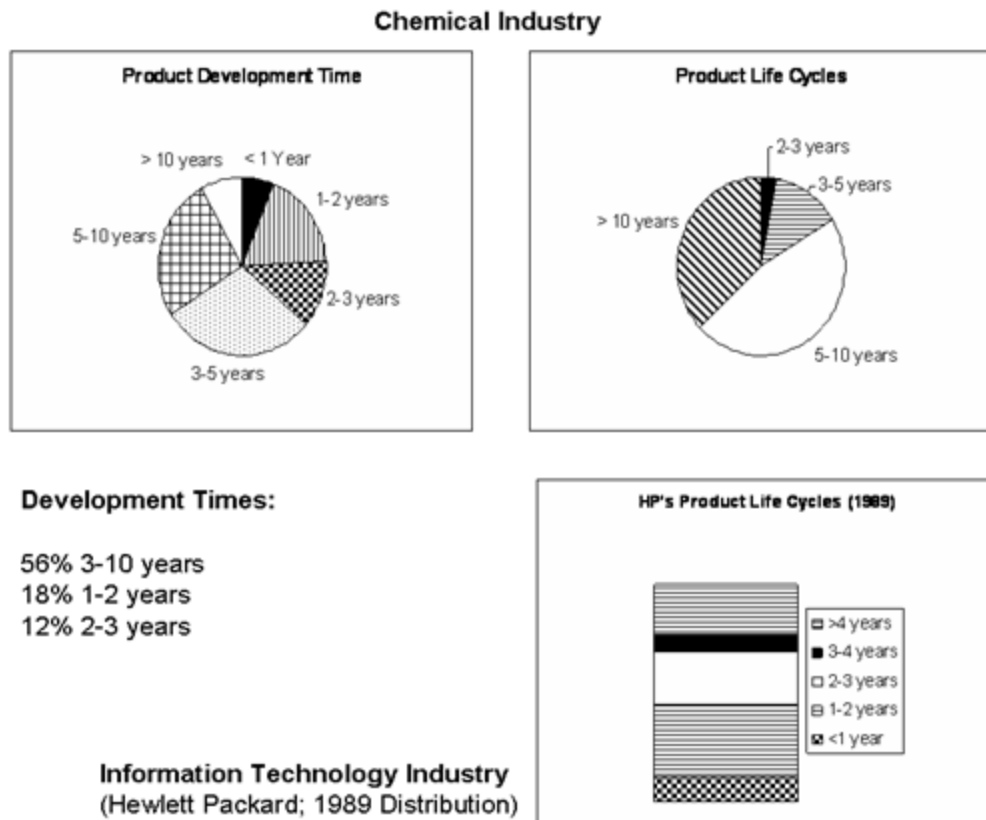 Chemical Industry
Product Development Time
> 10 years
< 1 Year
1-2 years
5-10 years
2-3 years
3-5 years
Product Life Cycles
2-3 years
3-5 years
> 10 years
5-10 years
Development Times:
56% 3-10 years
18% 1-2 years
12% 2-3 years
HP's Product Life Cycles (1989)
>4 years
3-4 years
2-3 years
1-2 years
<1 year
Information Technology Industry
(Hewlett Packard; 1989 Distribution)